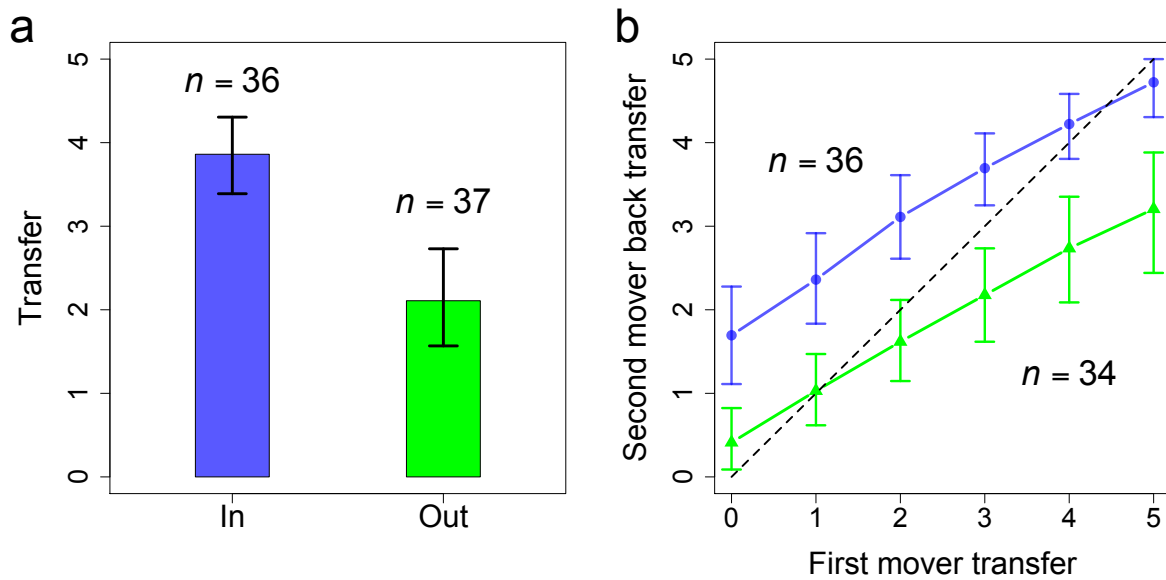 a
Transfer
0
1
2
3
4
5
n = 36
n = 37
In
Out
b
Second mover back transfer
0
1
2
3
4
5
n = 36
n = 34
0 1 2 3 4 5
First mover transfer